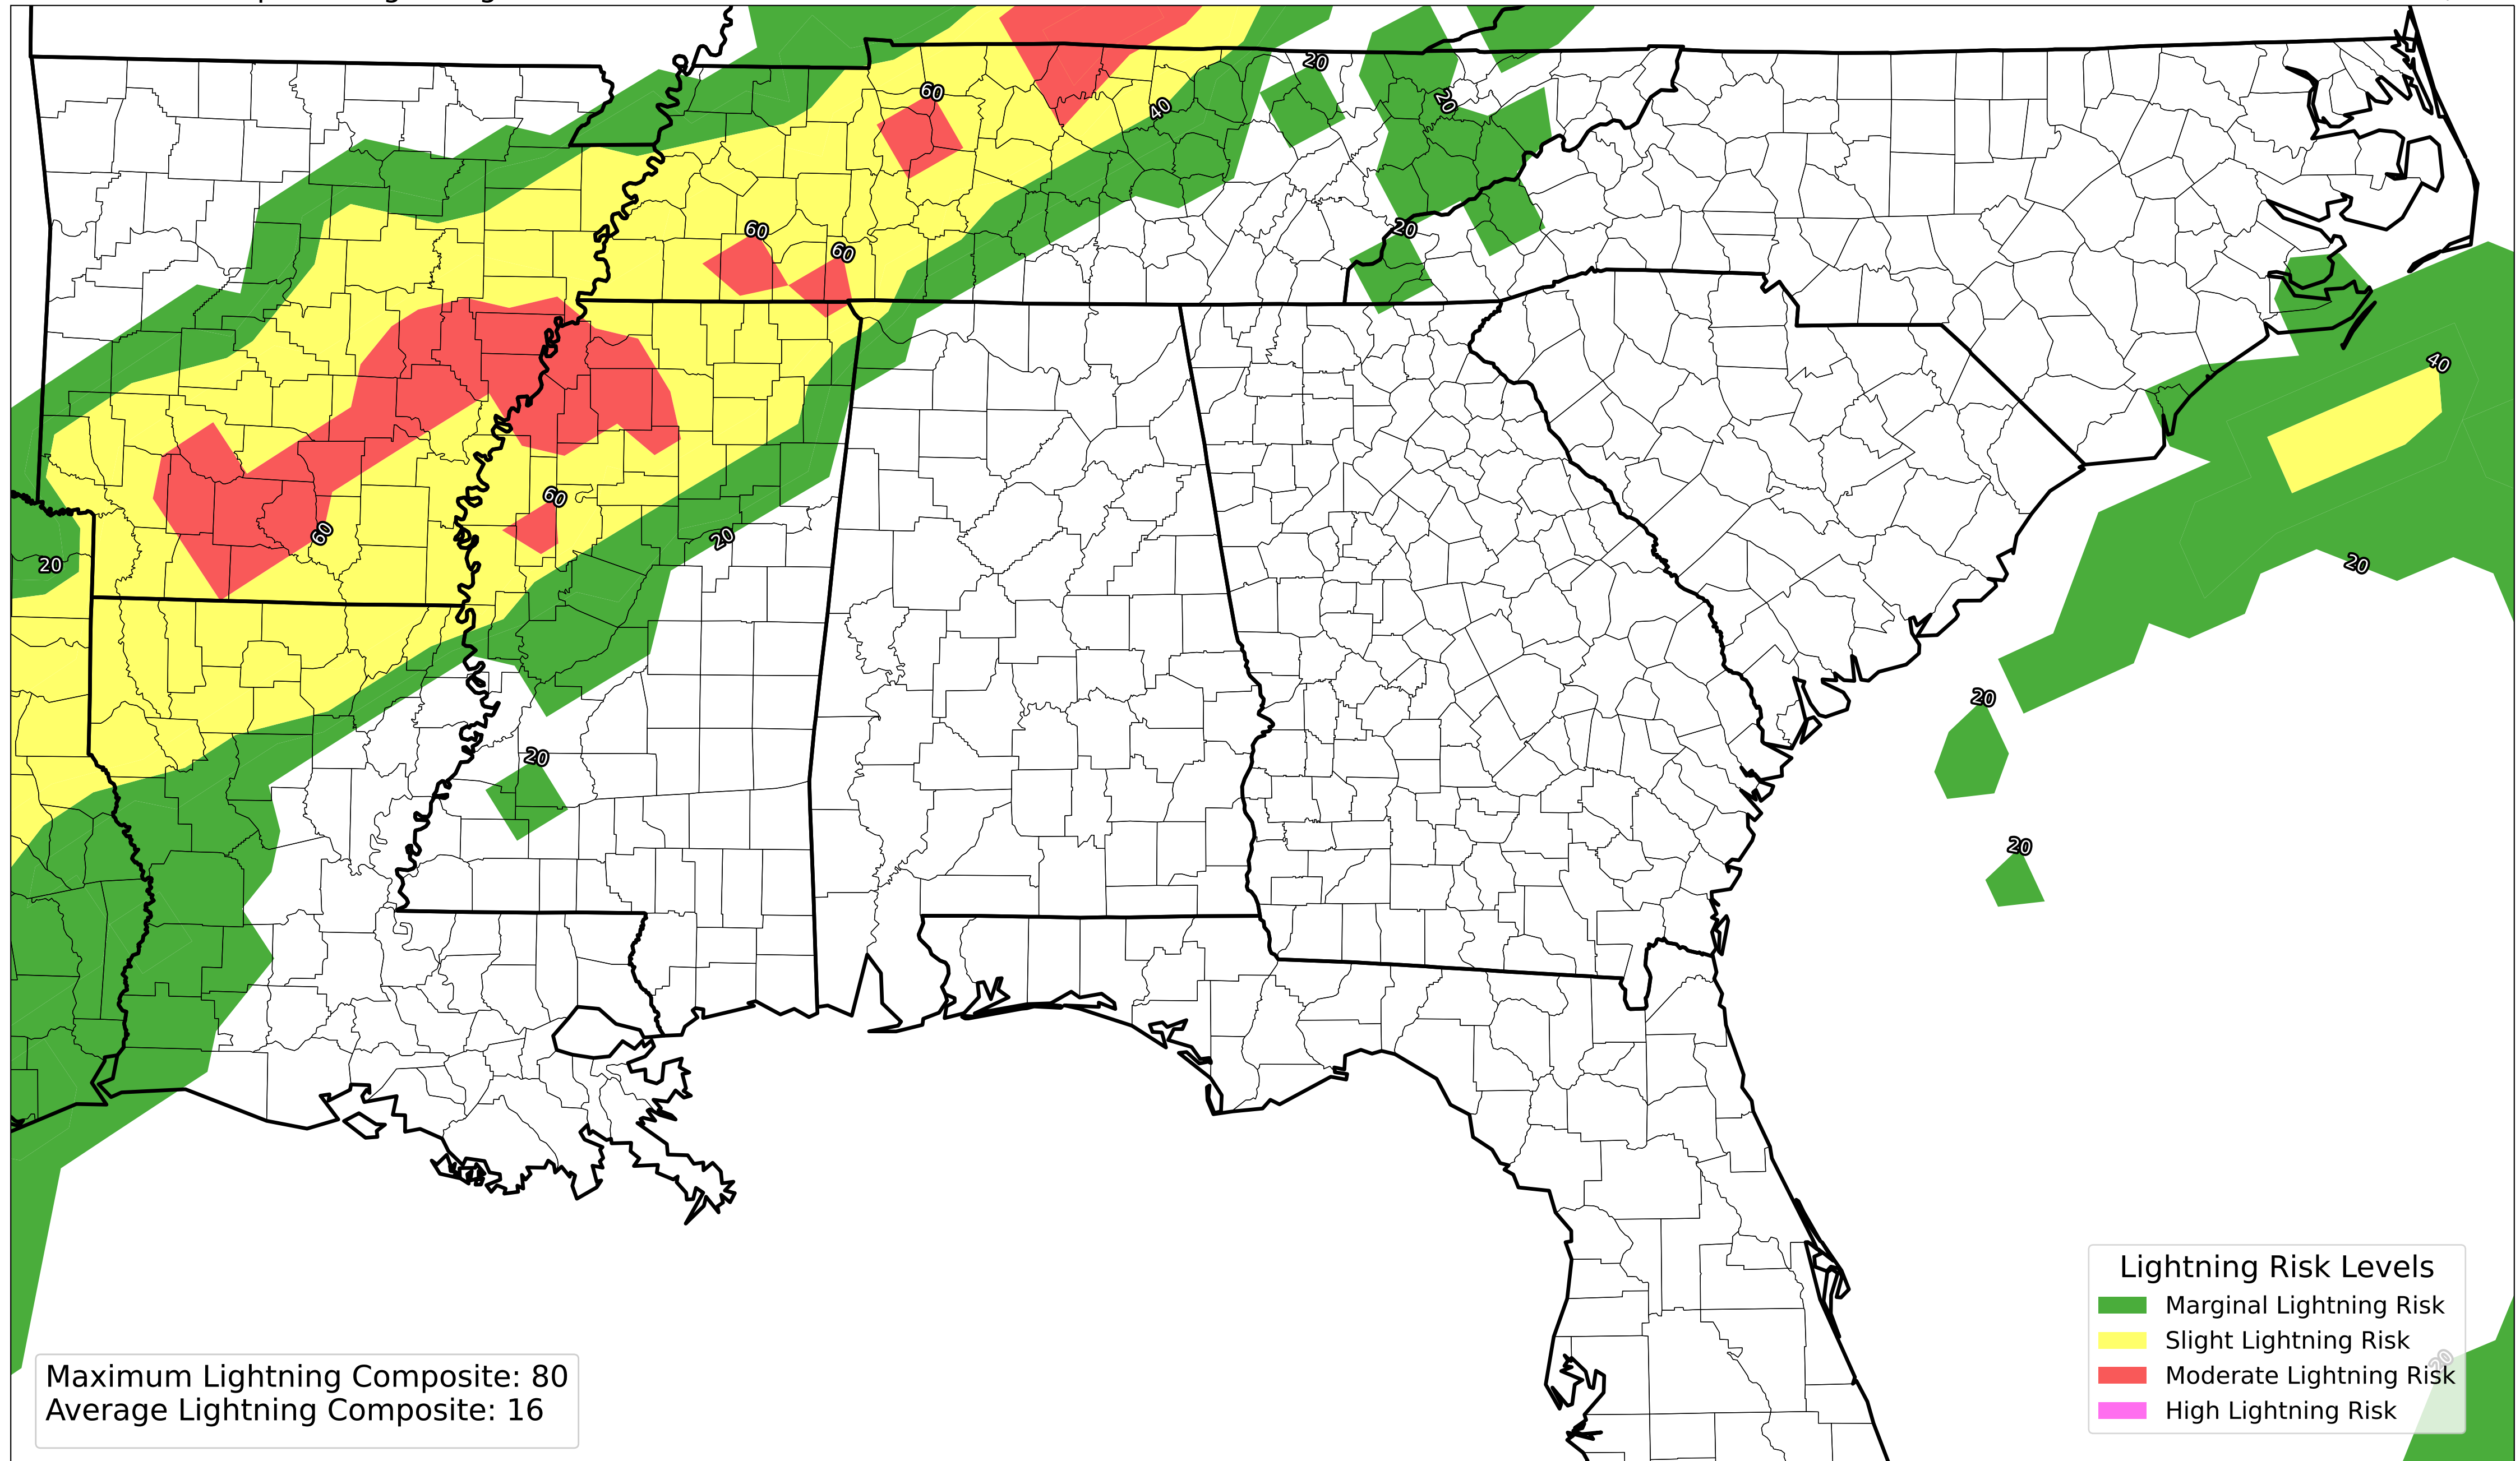 20
20
60
40
60
20
60
40
60
60
20
20
20
20
20
20
Lightning Risk Levels
Marginal Lightning Risk
Slight Lightning Risk
20
Moderate Lightning Risk
High Lightning Risk
Maximum Lightning Composite: 80
Average Lightning Composite: 16